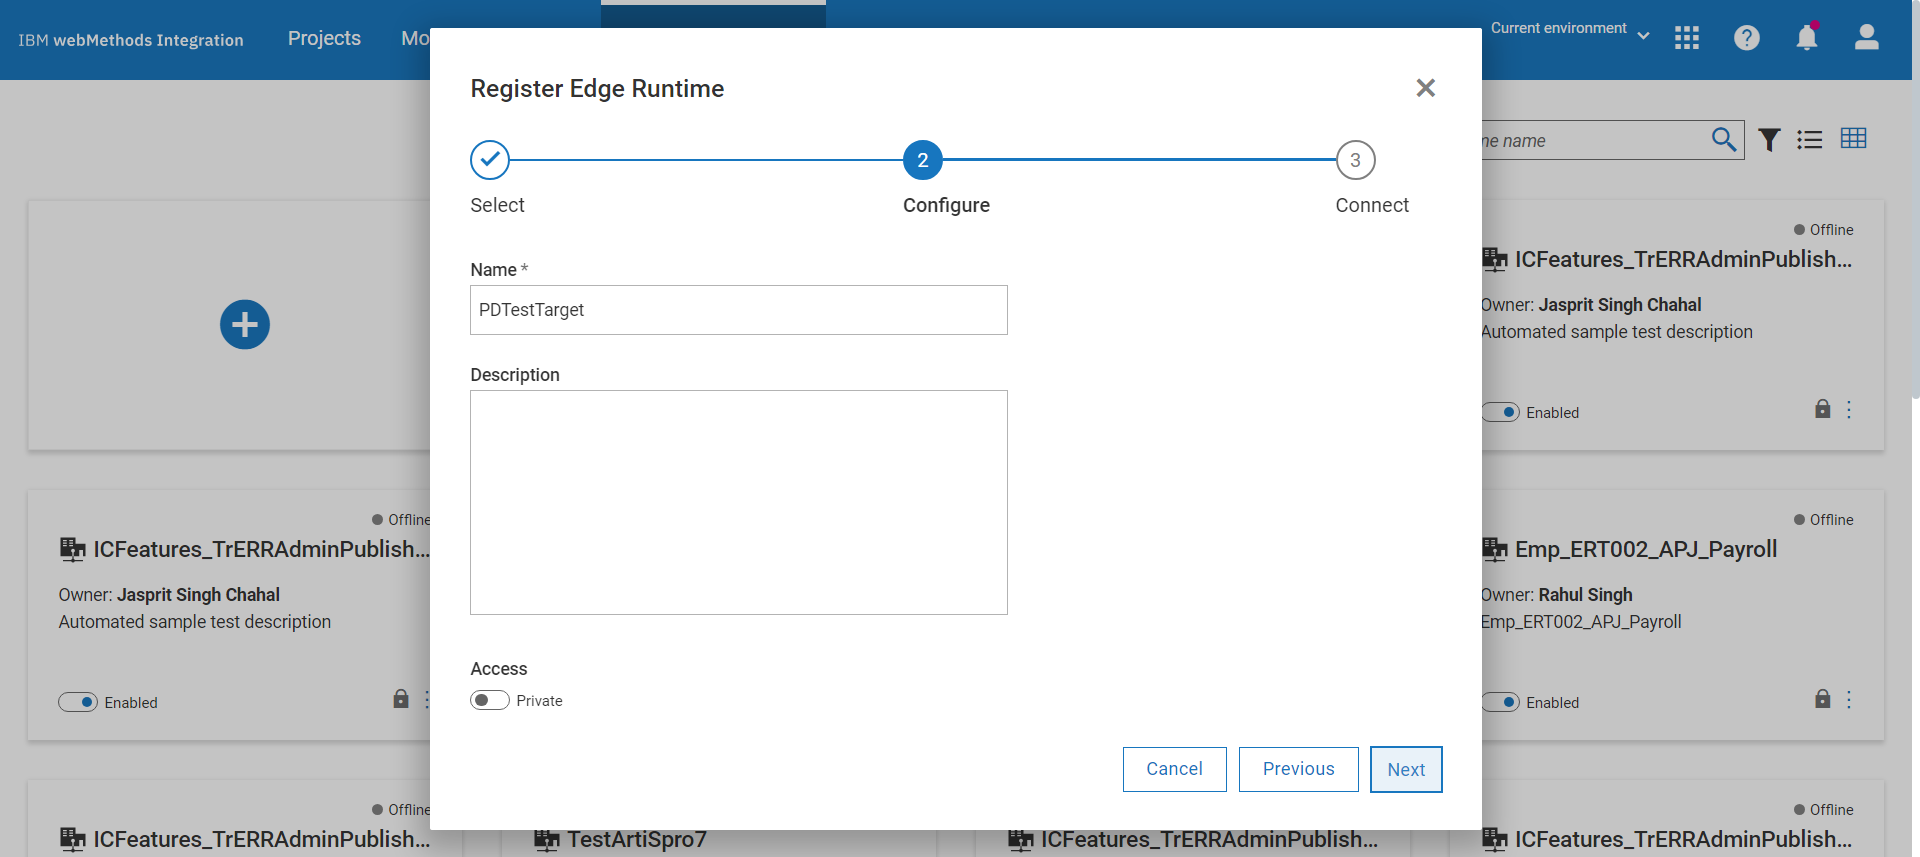 IBM webMethods Integration
Projects
Mo
Current environment
Register Edge Runtime
2
3
Select
Configure
Connect
Name *
PDTestTarget
Description
Access
Private
Cancel
Previous
Next
me name
Offline
ICFeatures_TrERRAdminPublish...
Owner: Jasprit Singh Chahal
Automated sample test description
Enabled
Offline
ICFeatures_TrERRAdminPublish...
Owner: Jasprit Singh Chahal
Automated sample test description
Enabled
Offline
Emp_ERT002_APJ_Payroll
Owner: Rahul Singh
Emp_ERT002_APJ_Payroll
Enabled
Offline
ICFeatures_TrERRAdminPublish...
TestArtiSpro7
ICFeatures_TrERRAdminPublish...
Offline
ICFeatures_TrERRAdminPublish...